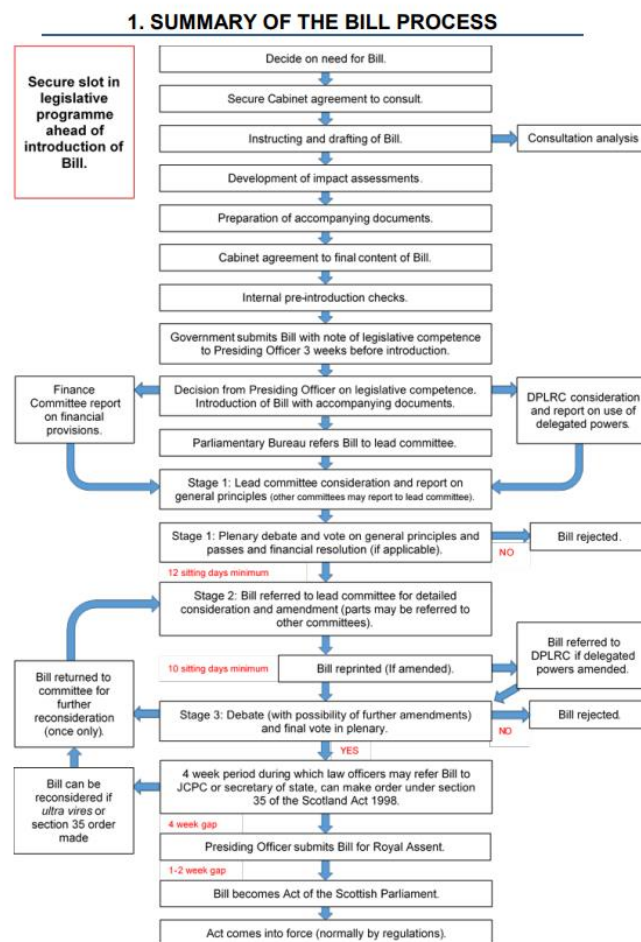 1. SUMMARY OF THE BILL PROCESS
Secure slot in
legislative
programme
ahead of
introduction of
Bill.
Decide on need for Bill.
Secure Cabinet agreement to consult.
Instructing and drafting of Bill.
Consultation analysis
Development of impact assessments.
Preparation of accompanying documents.
Cabinet agreement to final content of Bill.
Internal pre-introduction checks.
Government submits Bill with note of legislative competence
to Presiding Officer 3 weeks before introduction.
Finance
Committee report
on financial
provisions.
Decision from Presiding Officer on legislative competence.
Introduction of Bill with accompanying documents.
DPLRC consideration
and report on use of
delegated powers.
Parliamentary Bureau refers Bill to lead committee.
Stage 1: Lead committee consideration and report on
general principles (other committees may report to lead committee).
Stage 1: Plenary debate and vote on general principles and
passes and financial resolution (if applicable).
NO
Bill rejected.
12 sitting days minimum
Stage 2: Bill referred to lead committee for detailed
consideration and amendment (parts may be referred to
other committees).
10 sitting days minimum
Bill reprinted (If amended).
Bill referred to
DPLRC if delegated
powers amended.
Bill returned to
committee for
further
reconsideration
(once only).
Stage 3: Debate (with possibility of further amendments)
and final vote in plenary.
NO
Bill rejected.
YES
Bill can be
reconsidered if
ultra vires or
section 35 order
made
4 week period during which law officers may refer Bill to
JCPC or secretary of state, can make order under section
35 of the Scotland Act 1998.
4 week gap
Presiding Officer submits Bill for Royal Assent.
1-2 week gap
Bill becomes Act of the Scottish Parliament.
Act comes into force (normally by regulations).